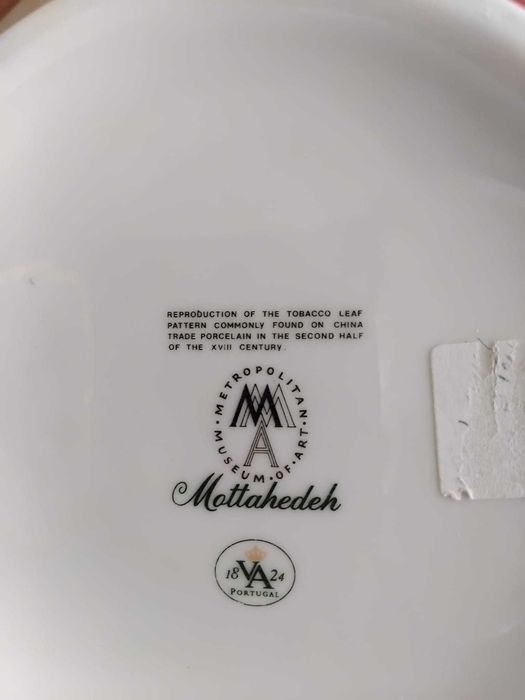 REPRODUCTION OF THE TOBACCO LEAF
PATTERN COMMONLY FOUND ON CHINA
TRADE PORCELAIN IN THE SECOND HALF
OF THE XVIII CENTURY.
METROPOLITAN · MUSEUM · OF · ART ·
MMA
Mottahedeh
18 VA 24
PORTUGAL